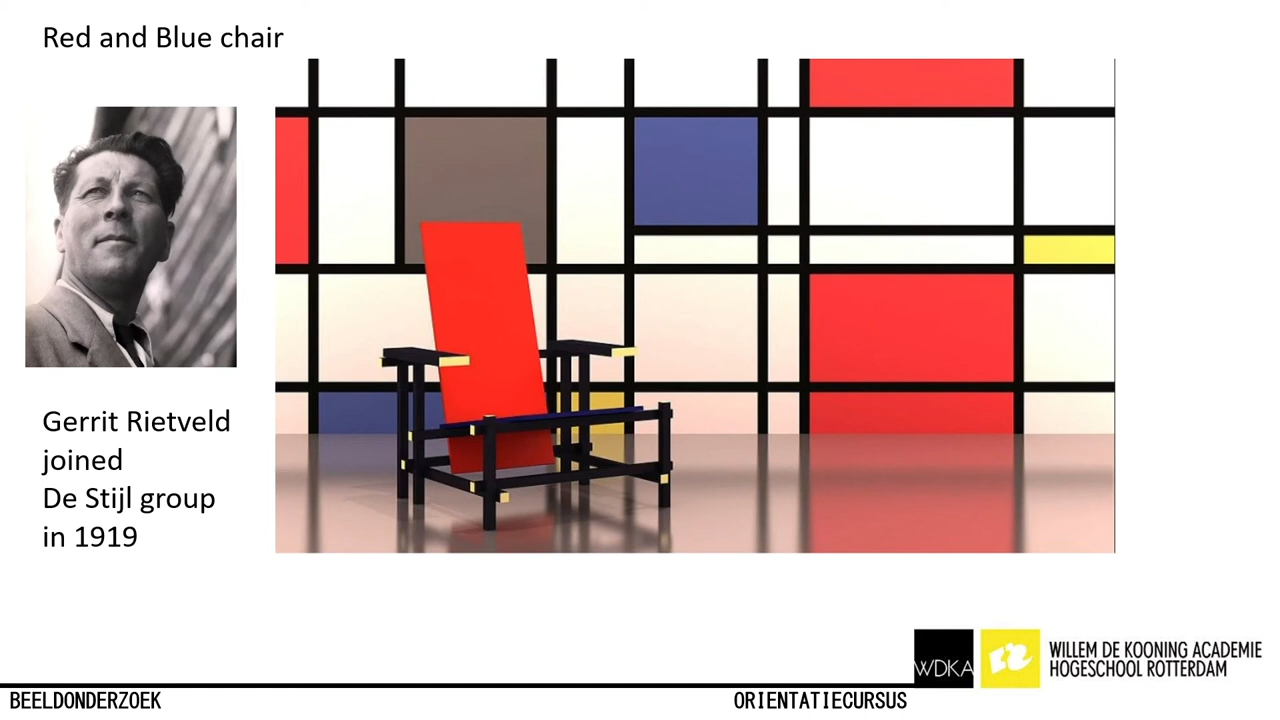 Red and Blue chair
Gerrit Rietveld
joined
De Stijl group
in 1919
WDKA
WILLEM DE KOONING ACADEMIE
HOGESCHOOL ROTTERDAM
BEELDONDERZOEK
ORIENTATIECURSUS